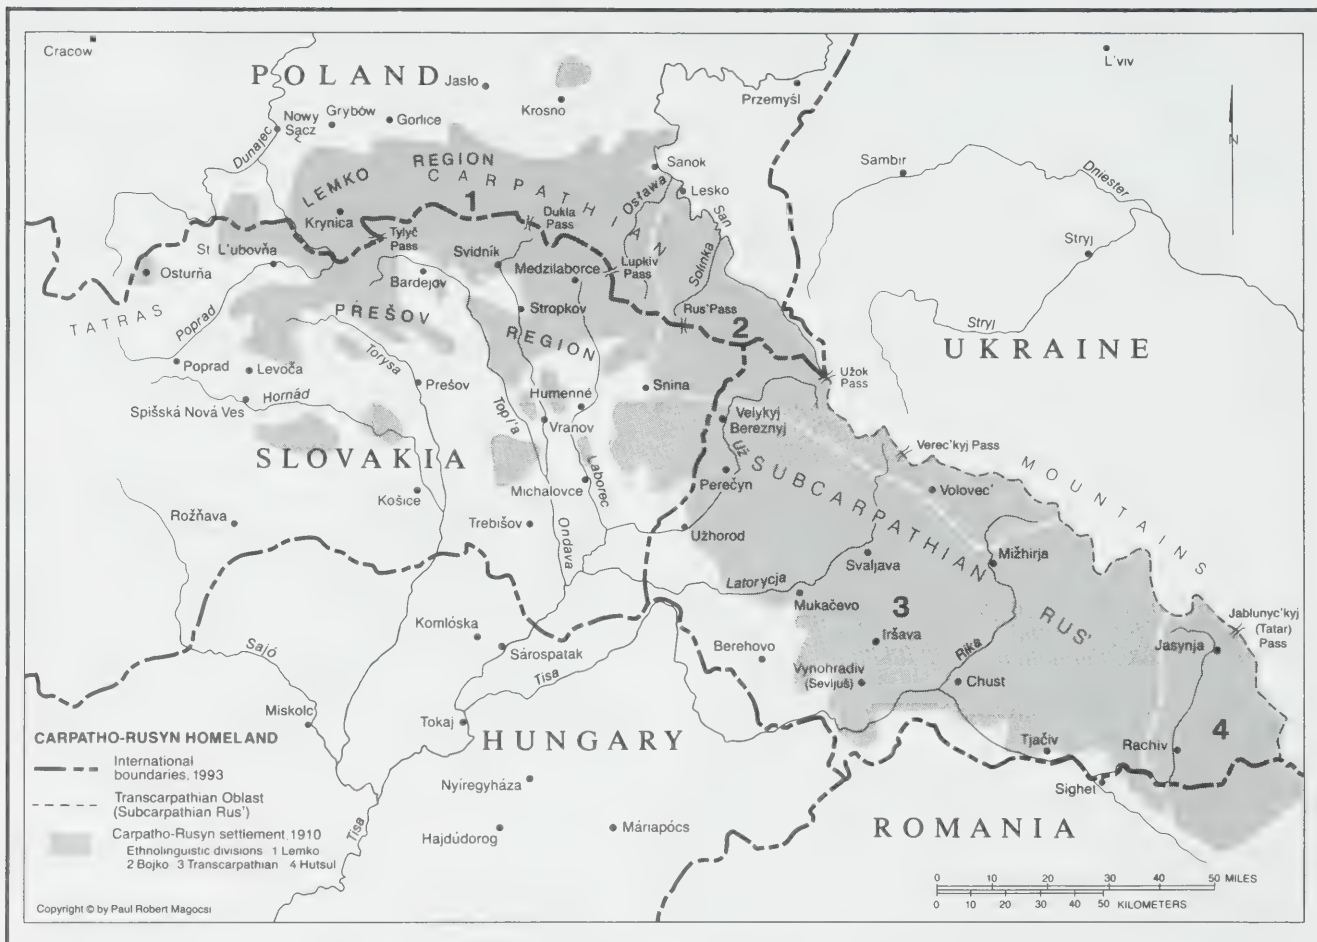 Cracow
POLAND
Jasło
Krosno
Przemyśl
L'viv
N
Nowy
Sącz
Grybów
Gorlice
Dunajec
Sanok
Sambir
Dniester
LEMKO
REGION
CARPATHIAN
1
Krynica
Dukla
Pass
Osława
Lesko
San
Solinka
Stryj
Tylyč
Pass
St L'ubovňa
Svidník
Medzilaborce
Lupkiv
Pass
Osturňa
Bardejov
TATRAS
Poprad
PREŠOV
REGION
Stropkov
Rus' Pass
2
Stryj
UKRAINE
Torysa
Poprad
Levoča
Prešov
Snina
Užok
Pass
Hornád
Spišská Nová Ves
Topl'a
Humenné
Vranov
Velykyj
Bereznyj
Už
Verec'kyj Pass
MOUNTAINS
SLOVAKIA
SUBCARPATHIAN
RUS'
Laborec
Perečyn
Volovec'
Košice
Michalovce
Rožňava
Trebišov
Ondava
Užhorod
Mižhirja
Svaljava
Latorycja
Mukačevo
3
Jablunyc'kyj
(Tatar)
Pass
Komlóska
Sajó
Sárospatak
Berehovo
Iršava
Rika
Jasynja
Tisa
Vynohradiv
(Sevljuš)
Chust
Miskolc
Tokaj
HUNGARY
Tjačiv
Rachiv
4
Sighet
Nyíregyháza
Tisa
Hajdúdorog
Máriapócs
ROMANIA
CARPATHO-RUSYN HOMELAND
International
boundaries, 1993
Transcarpathian Oblast
(Subcarpathian Rus')
Carpatho-Rusyn settlement, 1910
Ethnolinguistic divisions 1 Lemko
2 Bojko 3 Transcarpathian 4 Hutsul
Copyright © by Paul Robert Magocsi
0 10 20 30 40 50 MILES
0 10 20 30 40 50 KILOMETERS